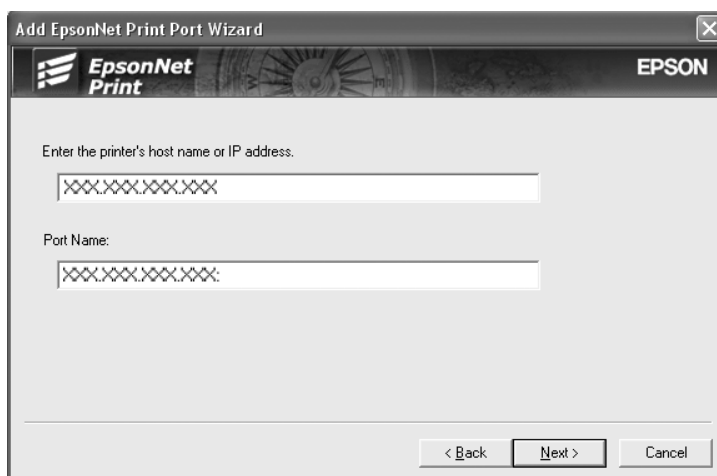 Add EpsonNet Print Port Wizard
EpsonNet
Print
EPSON
Enter the printer's host name or IP address.
XXX.XXX.XXX.XXX
Port Name:
XXX.XXX.XXX.XXX:
< Back
Next >
Cancel